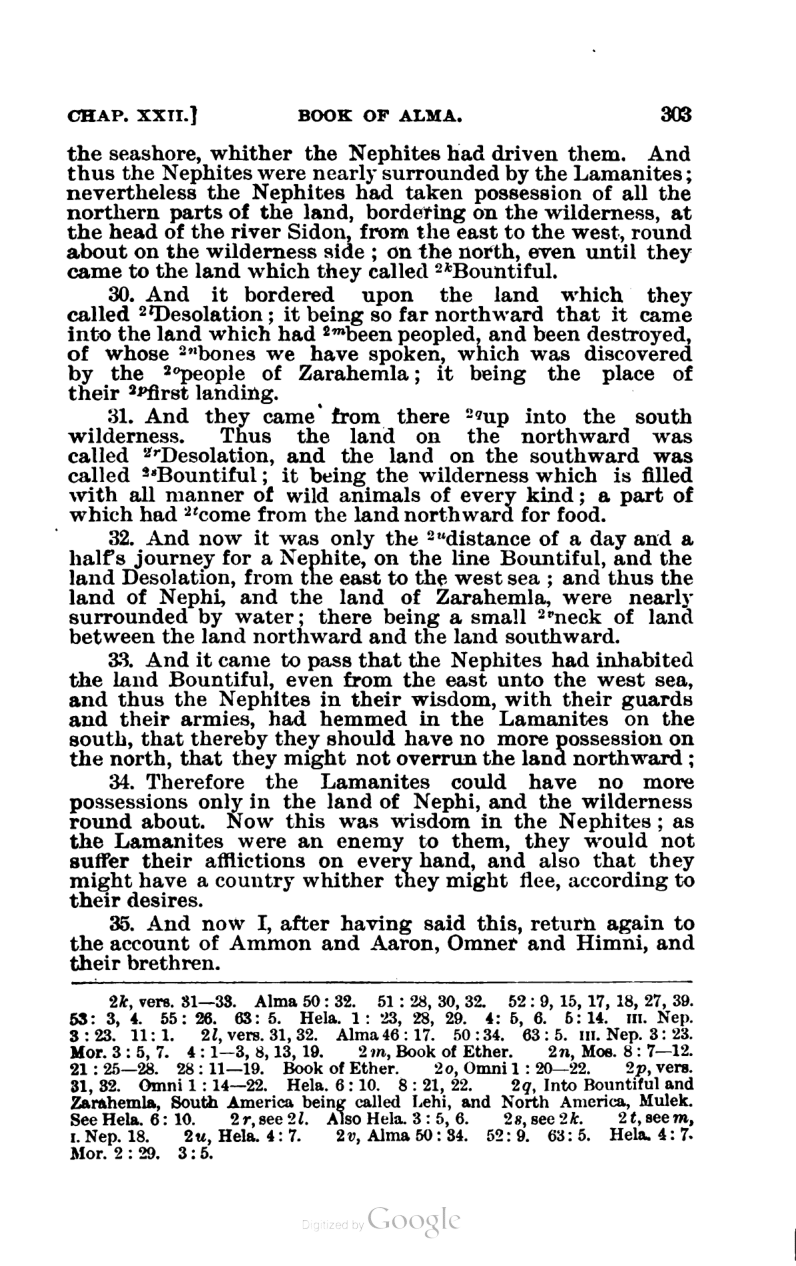 CHAP. XXII.] BOOK OF ALMA. 303
the seashore, whither the Nephites had driven them. And
thus the Nephites were nearly surrounded by the Lamanites;
nevertheless the Nephites had taken possession of all the
northern parts of the land, bordering on the wilderness, at
the head of the river Sidon, from the east to the west, round
about on the wilderness side; on the north, even until they
came to the land which they called 2kBountiful.
30. And it bordered upon the land which they
called 2lDesolation; it being so far northward that it came
into the land which had 2mbeen peopled, and been destroyed,
of whose 2nbones we have spoken, which was discovered
by the 2opeople of Zarahemla; it being the place of
their 2pfirst landing.
31. And they came from there 2qup into the south
wilderness. Thus the land on the northward was
called 2rDesolation, and the land on the southward was
called 2sBountiful; it being the wilderness which is filled
with all manner of wild animals of every kind; a part of
which had 2tcome from the land northward for food.
32. And now it was only the 2udistance of a day and a
half's journey for a Nephite, on the line Bountiful, and the
land Desolation, from the east to the west sea; and thus the
land of Nephi, and the land of Zarahemla, were nearly
surrounded by water; there being a small 2vneck of land
between the land northward and the land southward.
33. And it came to pass that the Nephites had inhabited
the land Bountiful, even from the east unto the west sea,
and thus the Nephites in their wisdom, with their guards
and their armies, had hemmed in the Lamanites on the
south, that thereby they should have no more possession on
the north, that they might not overrun the land northward;
34. Therefore the Lamanites could have no more
possessions only in the land of Nephi, and the wilderness
round about. Now this was wisdom in the Nephites; as
the Lamanites were an enemy to them, they would not
suffer their afflictions on every hand, and also that they
might have a country whither they might flee, according to
their desires.
35. And now I, after having said this, return again to
the account of Ammon and Aaron, Omner and Himni, and
their brethren.
2k, vers. 31—33. Alma 50: 32. 51: 28, 30, 32. 52: 9, 15, 17, 18, 27, 39.
53: 3, 4. 55: 26. 63: 5. Hela. 1: 23, 28, 29. 4: 5, 6. 5: 14. III. Nep.
3: 23. 11: 1. 2l, vers. 31, 32. Alma 46: 17. 50: 34. 63: 5. III. Nep. 3: 23.
Mor. 3: 5, 7. 4: 1—3, 8, 13, 19. 2m, Book of Ether. 2n, Mos. 8: 7—12.
21: 25—28. 28: 11—19. Book of Ether. 2o, Omni 1: 20—22. 2p, vers.
31, 32. Omni 1: 14—22. Hela. 6: 10. 8: 21, 22. 2q, Into Bountiful and
Zarahemla, South America being called Lehi, and North America, Mulek.
See Hela. 6: 10. 2r, see 2l. Also Hela. 3: 5, 6. 2s, see 2k. 2t, see m,
I. Nep. 18. 2u, Hela. 4: 7. 2v, Alma 50: 34. 52: 9. 63: 5. Hela. 4: 7.
Mor. 2: 29. 3: 5.
Digitized by Google